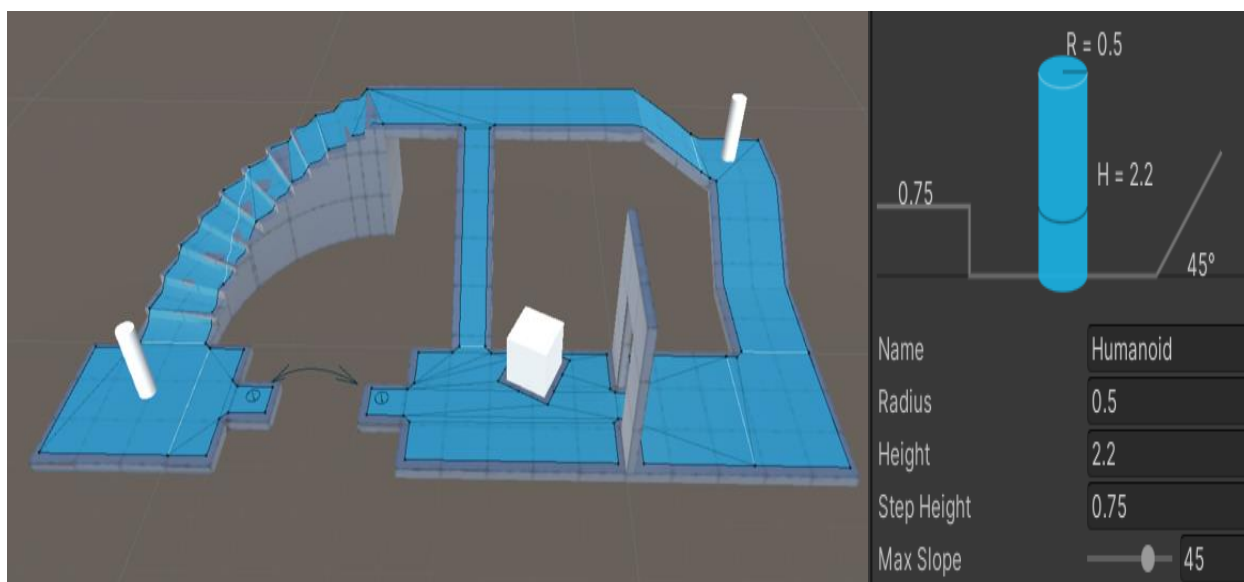 R = 0.5
0.75
H = 2.2
45°
Name Humanoid
Radius 0.5
Height 2.2
Step Height 0.75
Max Slope 45